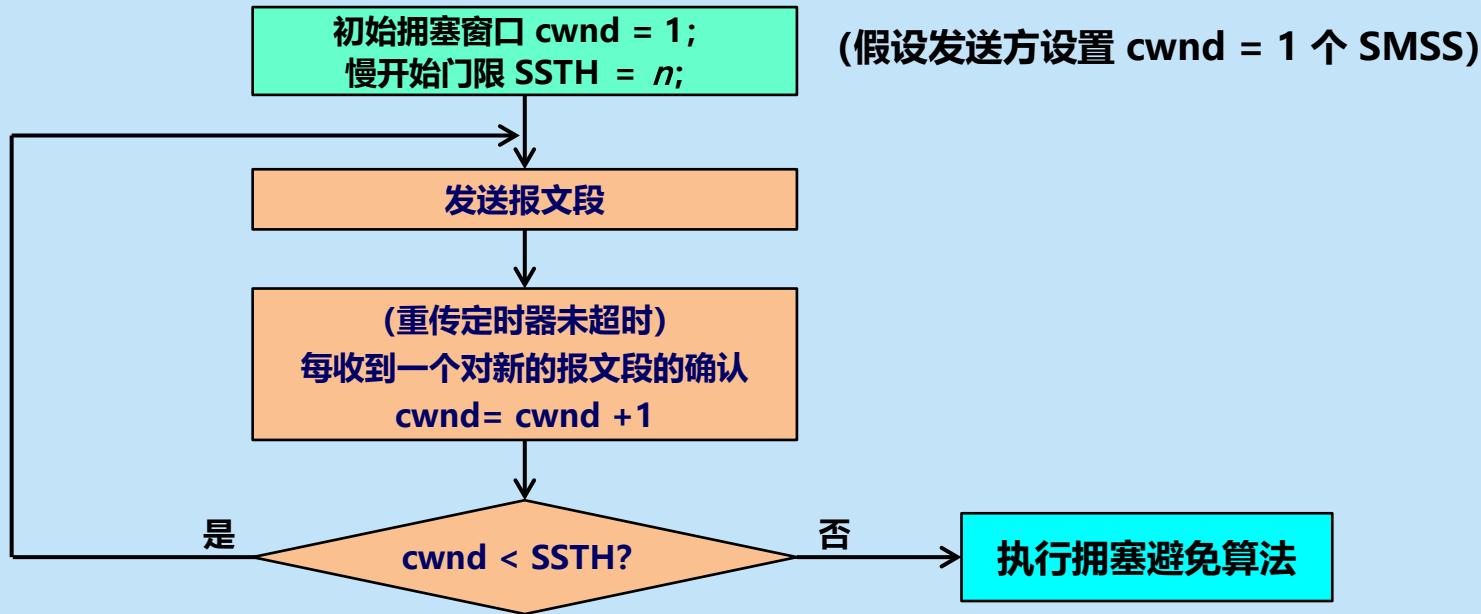 初始拥塞窗口 cwnd = 1；
慢开始门限 SSTH = n；
(假设发送方设置 cwnd = 1 个 SMSS)
发送报文段
(重传定时器未超时)
每收到一个对新的报文段的确认
cwnd= cwnd +1
是
cwnd < SSTH?
否
执行拥塞避免算法